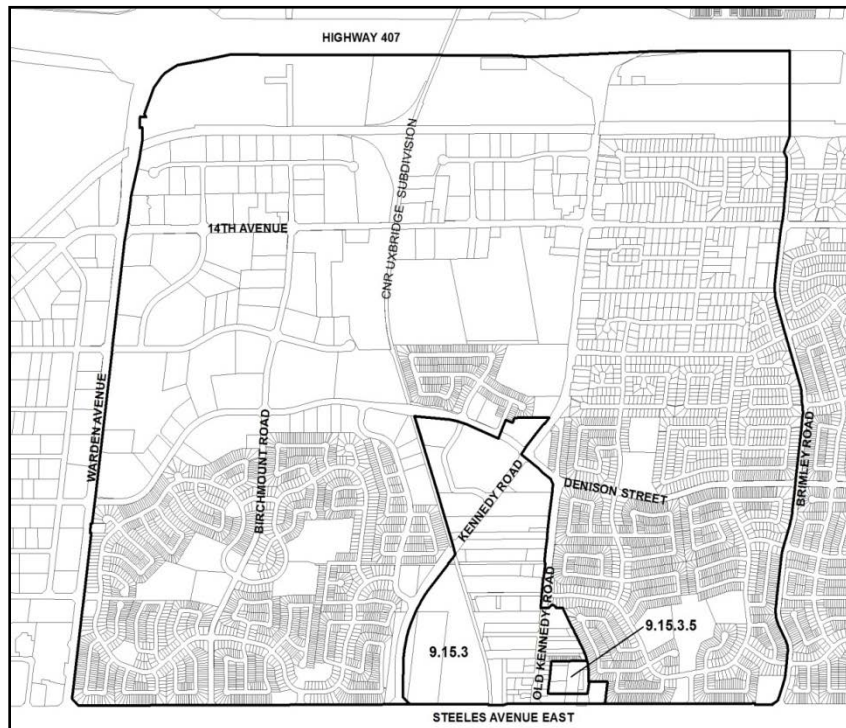 HIGHWAY 407
CNR UXBRIDGE SUBDIVISION
14TH AVENUE
WARDEN AVENUE
BIRCHMOUNT ROAD
BRIMLEY ROAD
KENNEDY ROAD
DENISON STREET
OLD KENNEDY ROAD
9.15.3
9.15.3.5
STEELES AVENUE EAST